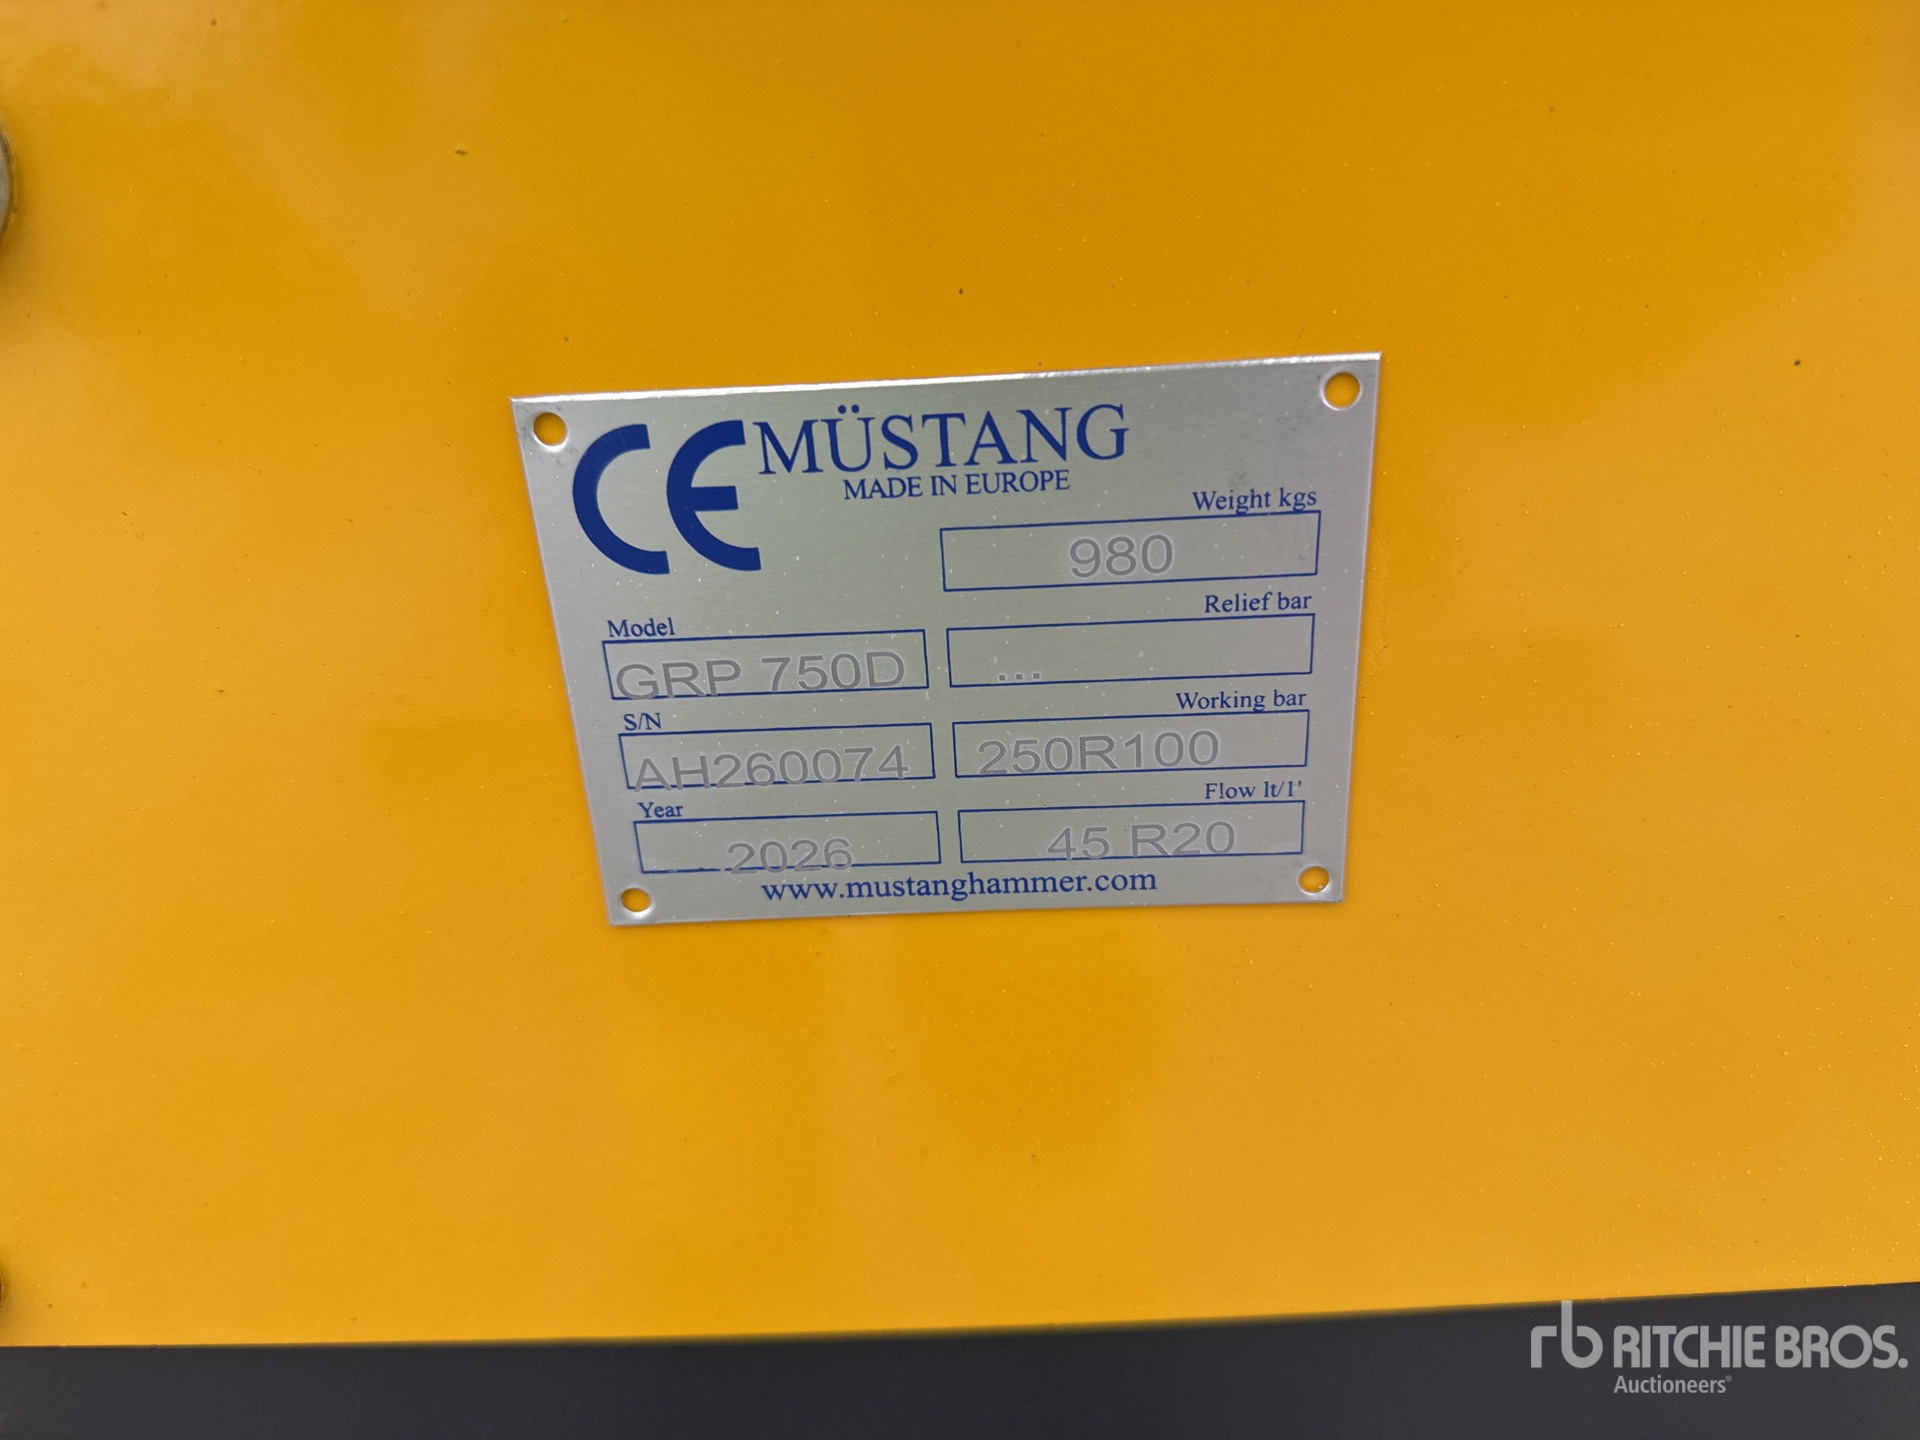 CE MÜSTANG
MADE IN EUROPE
Weight kgs
980
Model
GRP 750D
Relief bar
...
S/N
AH260074
Working bar
250R100
Year
2026
Flow lt/1'
45 R20
www.mustanghammer.com
rb RITCHIE BROS.
Auctioneers®